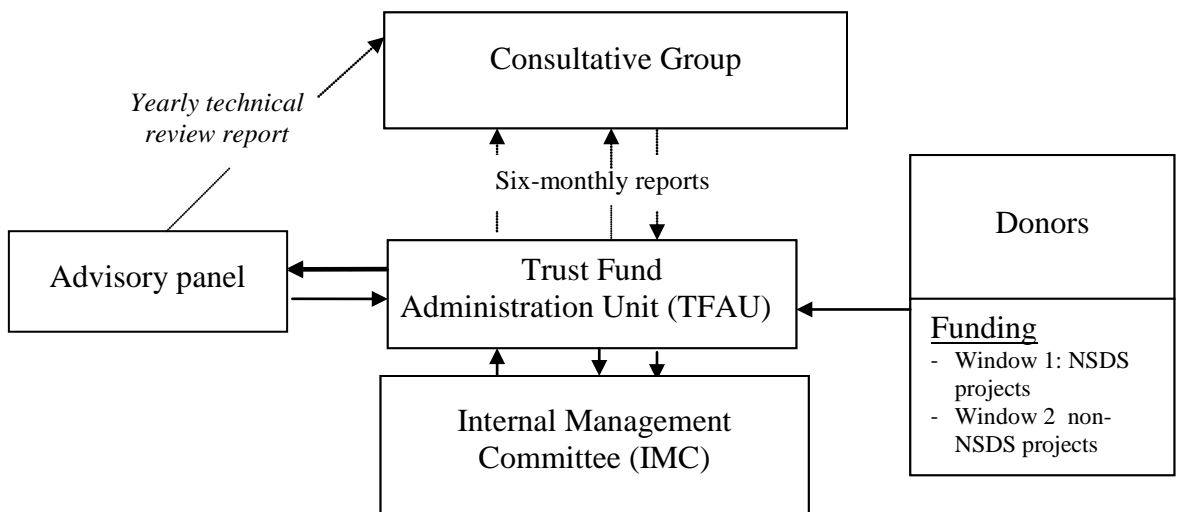 Consultative Group
Yearly technical
review report
Six-monthly reports
Advisory panel
Trust Fund
Administration Unit (TFAU)
Donors
Funding
- Window 1: NSDS
projects
- Window 2 non-
NSDS projects
Internal Management
Committee (IMC)